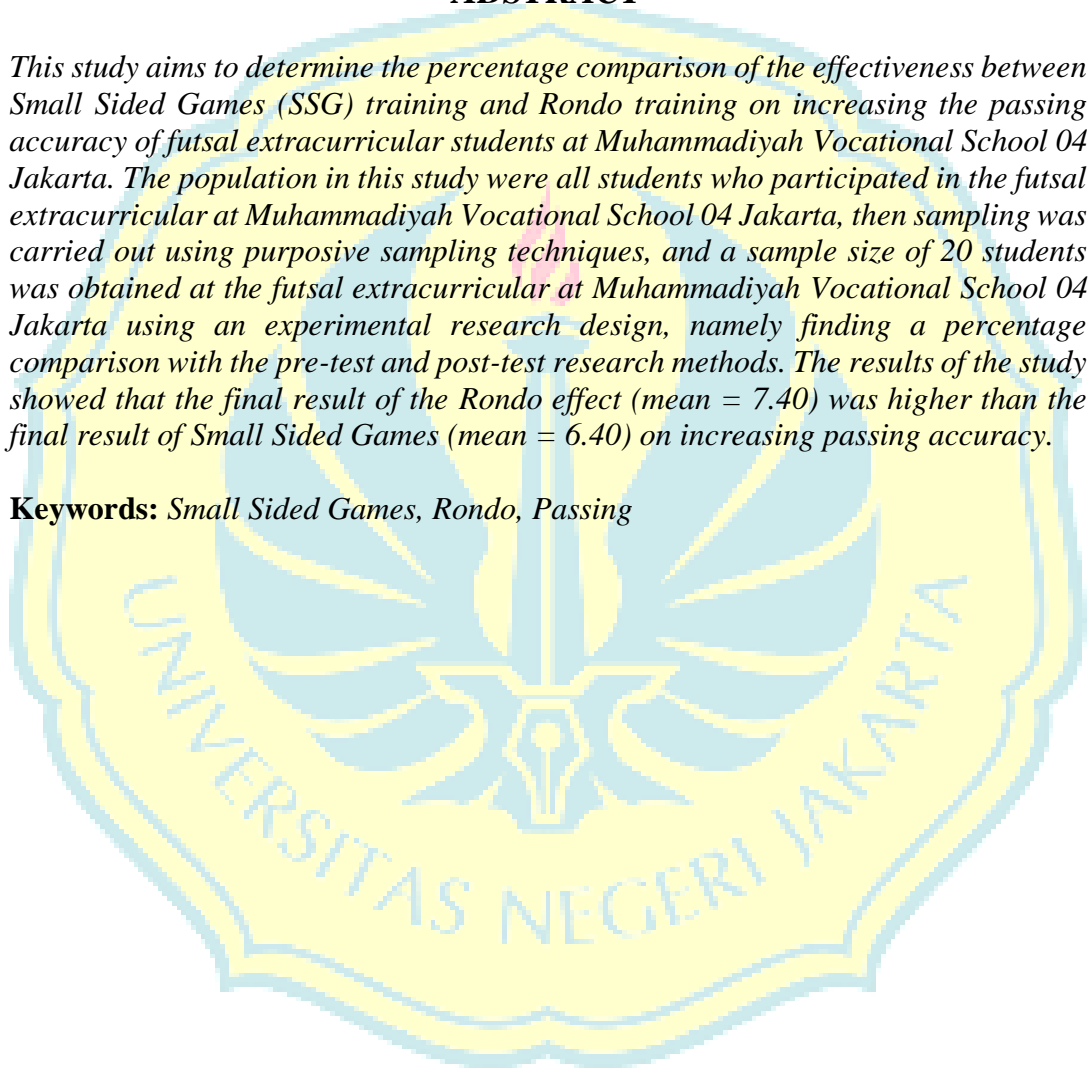 ABSTRACT
This study aims to determine the percentage comparison of the effectiveness between
Small Sided Games (SSG) training and Rondo training on increasing the passing
accuracy of futsal extracurricular students at Muhammadiyah Vocational School 04
Jakarta. The population in this study were all students who participated in the futsal
extracurricular at Muhammadiyah Vocational School 04 Jakarta, then sampling was
carried out using purposive sampling techniques, and a sample size of 20 students
was obtained at the futsal extracurricular at Muhammadiyah Vocational School 04
Jakarta using an experimental research design, namely finding a percentage
comparison with the pre-test and post-test research methods. The results of the study
showed that the final result of the Rondo effect (mean = 7.40) was higher than the
final result of Small Sided Games (mean = 6.40) on increasing passing accuracy.
Keywords: Small Sided Games, Rondo, Passing
UNIVERSITAS NEGERI JAKARTA